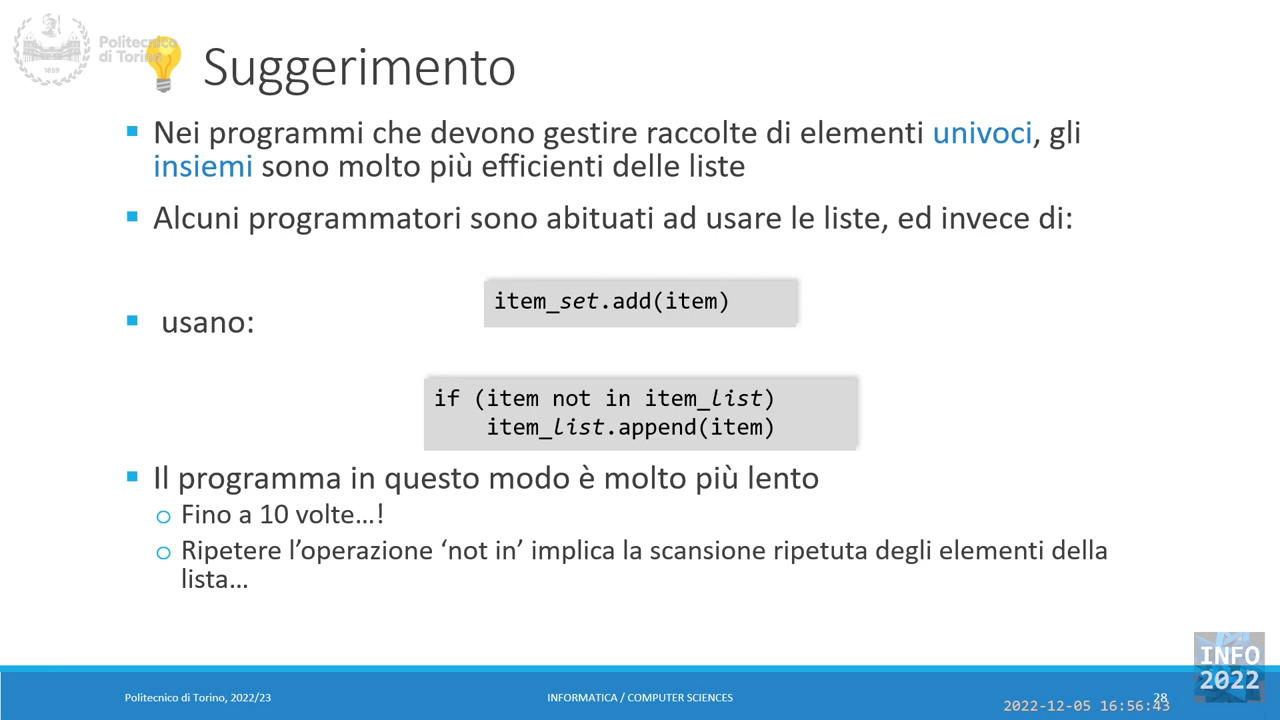 Politecnico
di Torino
1859
Suggerimento
Nei programmi che devono gestire raccolte di elementi univoci, gli
insiemi sono molto più efficienti delle liste
Alcuni programmatori sono abituati ad usare le liste, ed invece di:
item_set.add(item)
usano:
if (item not in item_list)
item_list.append(item)
Il programma in questo modo è molto più lento
Fino a 10 volte…!
Ripetere l’operazione ‘not in’ implica la scansione ripetuta degli elementi della
lista…
INFO
2022
Politecnico di Torino, 2022/23
INFORMATICA / COMPUTER SCIENCES
28
2022-12-05 16:56:43